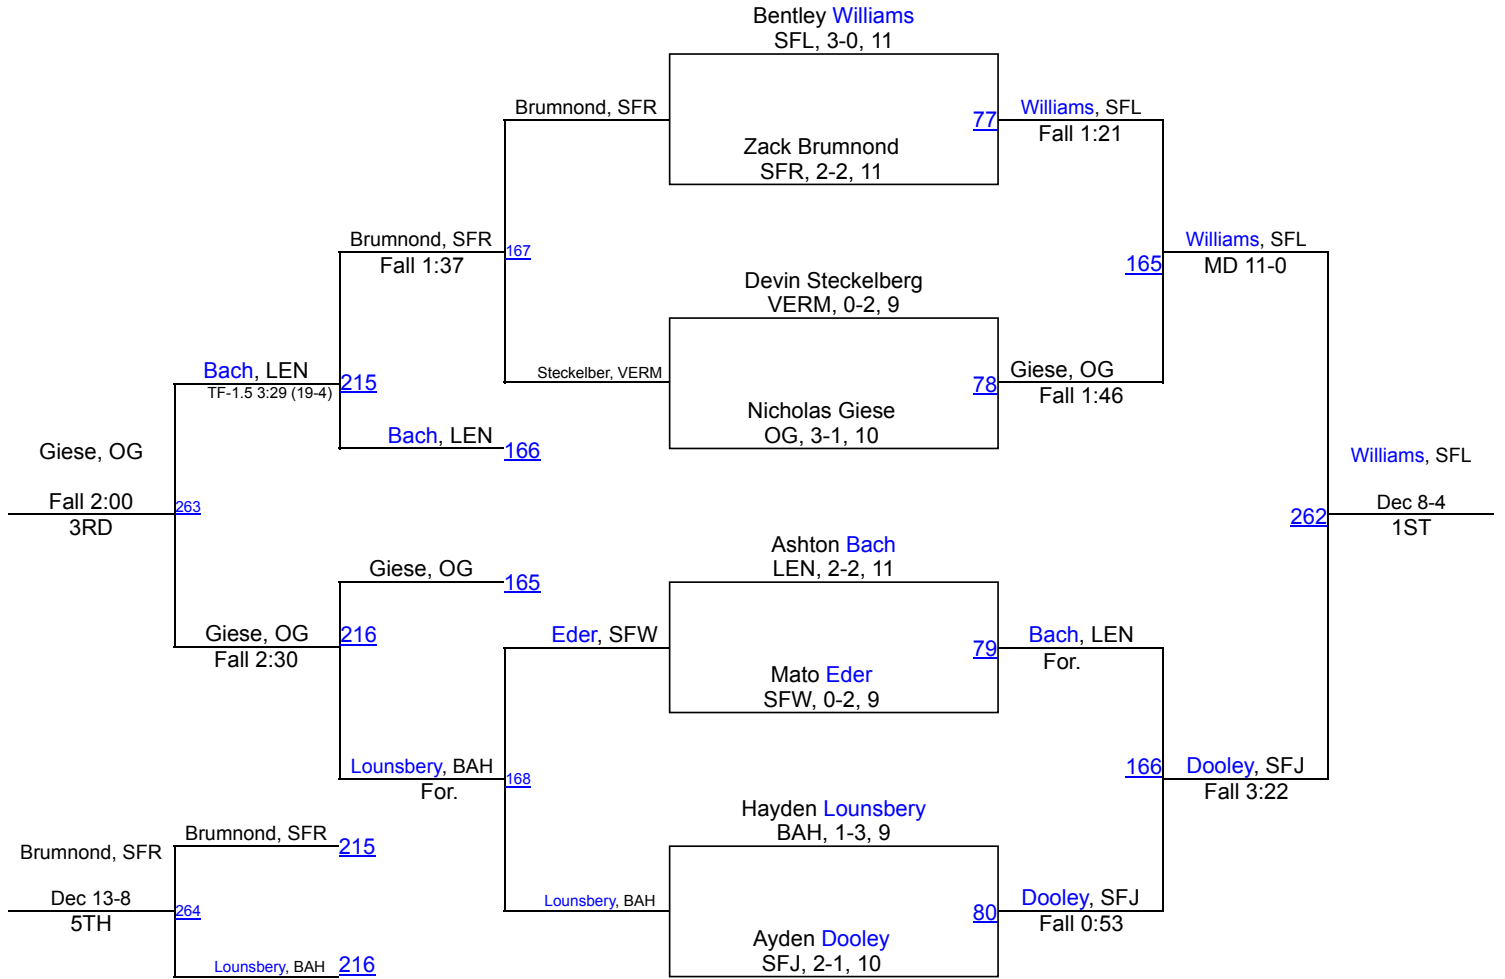 Bentley Williams
SFL, 3-0, 11
Brumnond, SFR
77
Williams, SFL
Fall 1:21
Zack Brumnond
SFR, 2-2, 11
Brumnond, SFR
Fall 1:37
167
Williams, SFL
MD 11-0
165
Devin Steckelberg
VERM, 0-2, 9
Bach, LEN
TF-1.5 3:29 (19-4)
215
Steckelber, VERM
78
Giese, OG
Fall 1:46
Nicholas Giese
OG, 3-1, 10
Bach, LEN
166
Giese, OG
Fall 2:00
3RD
263
Williams, SFL
Dec 8-4
1ST
262
Ashton Bach
LEN, 2-2, 11
Giese, OG
165
Giese, OG
Fall 2:30
216
Eder, SFW
79
Bach, LEN
For.
Mato Eder
SFW, 0-2, 9
Lounsbery, BAH
For.
168
166
Dooley, SFJ
Fall 3:22
Hayden Lounsbery
BAH, 1-3, 9
Brumnond, SFR
215
Brumnond, SFR
Dec 13-8
5TH
264
Lounsbery, BAH
80
Dooley, SFJ
Fall 0:53
Ayden Dooley
SFJ, 2-1, 10
Lounsbery, BAH
216